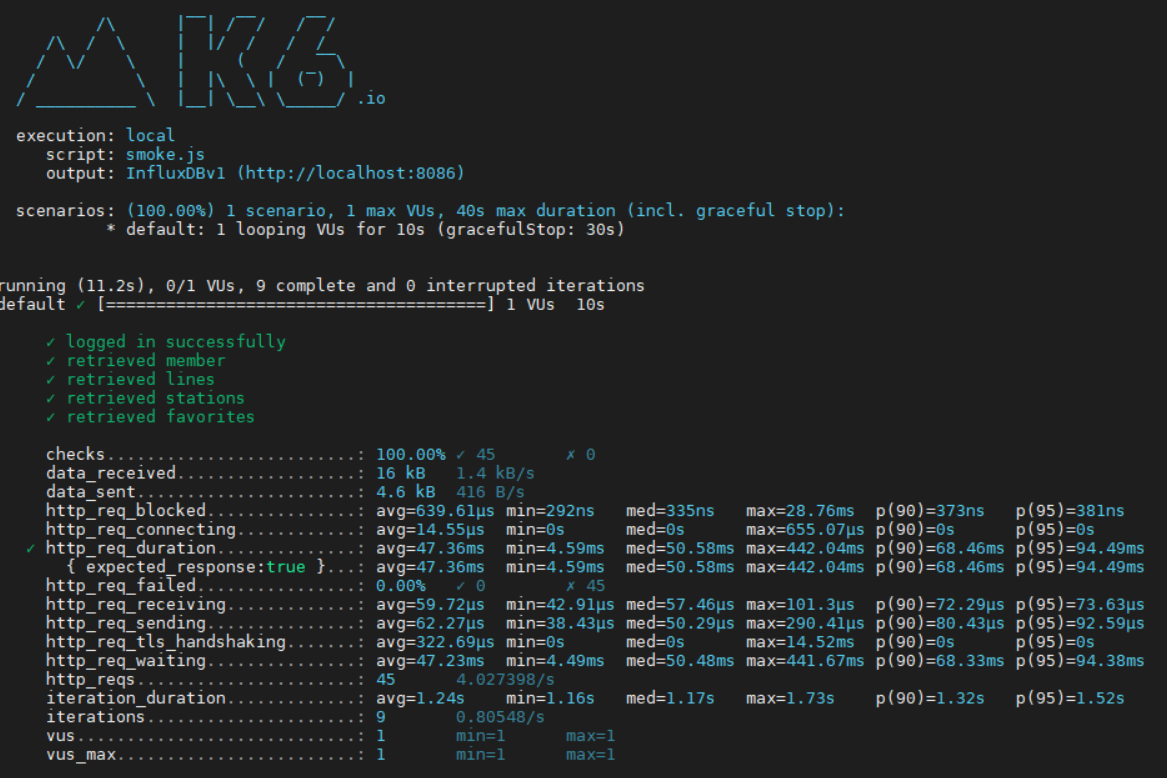 K6
.io
execution: local
script: smoke.js
output: InfluxDBv1 (http://localhost:8086)
scenarios: (100.00%) 1 scenario, 1 max VUs, 40s max duration (incl. graceful stop):
* default: 1 looping VUs for 10s (gracefulStop: 30s)
running (11.2s), 0/1 VUs, 9 complete and 0 interrupted iterations
default ✓ [======================================] 1 VUs  10s
✓ logged in successfully
✓ retrieved member
✓ retrieved lines
✓ retrieved stations
✓ retrieved favorites
checks.........................: 100.00% ✓ 45       ✗ 0
data_received..................: 16 kB   1.4 kB/s
data_sent......................: 4.6 kB  416 B/s
http_req_blocked...............: avg=639.61µs min=292ns   med=335ns   max=28.76ms  p(90)=373ns   p(95)=381ns
http_req_connecting............: avg=14.55µs  min=0s      med=0s      max=655.07µs p(90)=0s      p(95)=0s
✓ http_req_duration..............: avg=47.36ms  min=4.59ms  med=50.58ms max=442.04ms p(90)=68.46ms p(95)=94.49ms
{ expected_response:true }...: avg=47.36ms  min=4.59ms  med=50.58ms max=442.04ms p(90)=68.46ms p(95)=94.49ms
http_req_failed................: 0.00%   ✓ 0        ✗ 45
http_req_receiving.............: avg=59.72µs  min=42.91µs med=57.46µs max=101.3µs  p(90)=72.29µs p(95)=73.63µs
http_req_sending...............: avg=62.27µs  min=38.43µs med=50.29µs max=290.41µs p(90)=80.43µs p(95)=92.59µs
http_req_tls_handshaking.......: avg=322.69µs min=0s      med=0s      max=14.52ms  p(90)=0s      p(95)=0s
http_req_waiting...............: avg=47.23ms  min=4.49ms  med=50.48ms max=441.67ms p(90)=68.33ms p(95)=94.38ms
http_reqs......................: 45      4.027398/s
iteration_duration.............: avg=1.24s    min=1.16s   med=1.17s   max=1.73s    p(90)=1.32s   p(95)=1.52s
iterations.....................: 9       0.80548/s
vus............................: 1       min=1      max=1
vus_max........................: 1       min=1      max=1